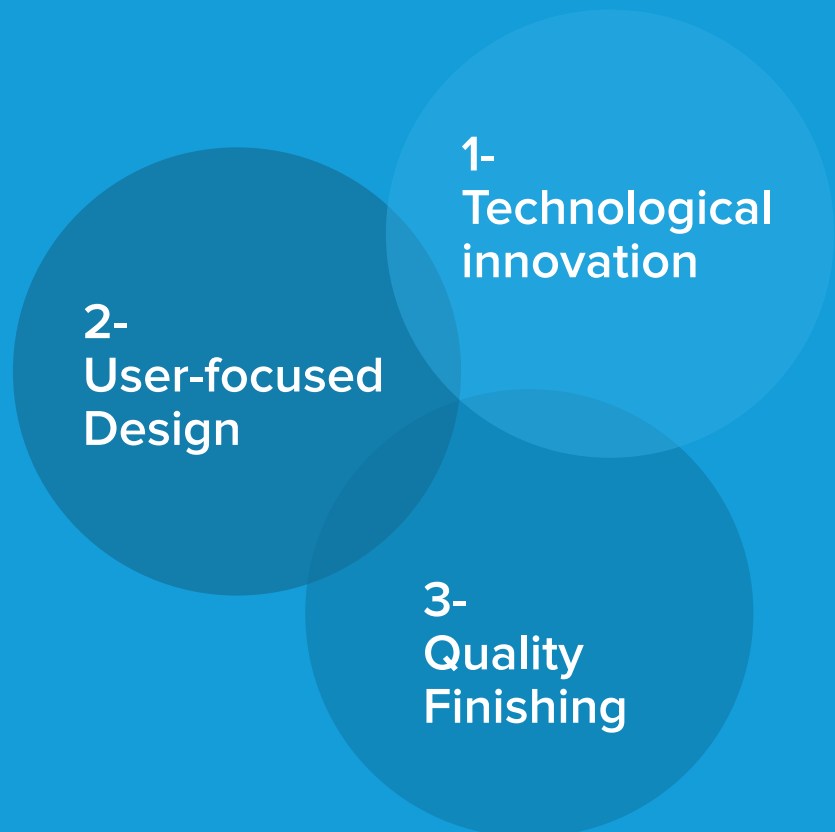 1-
Technological
innovation
2-
User-focused
Design
3-
Quality
Finishing